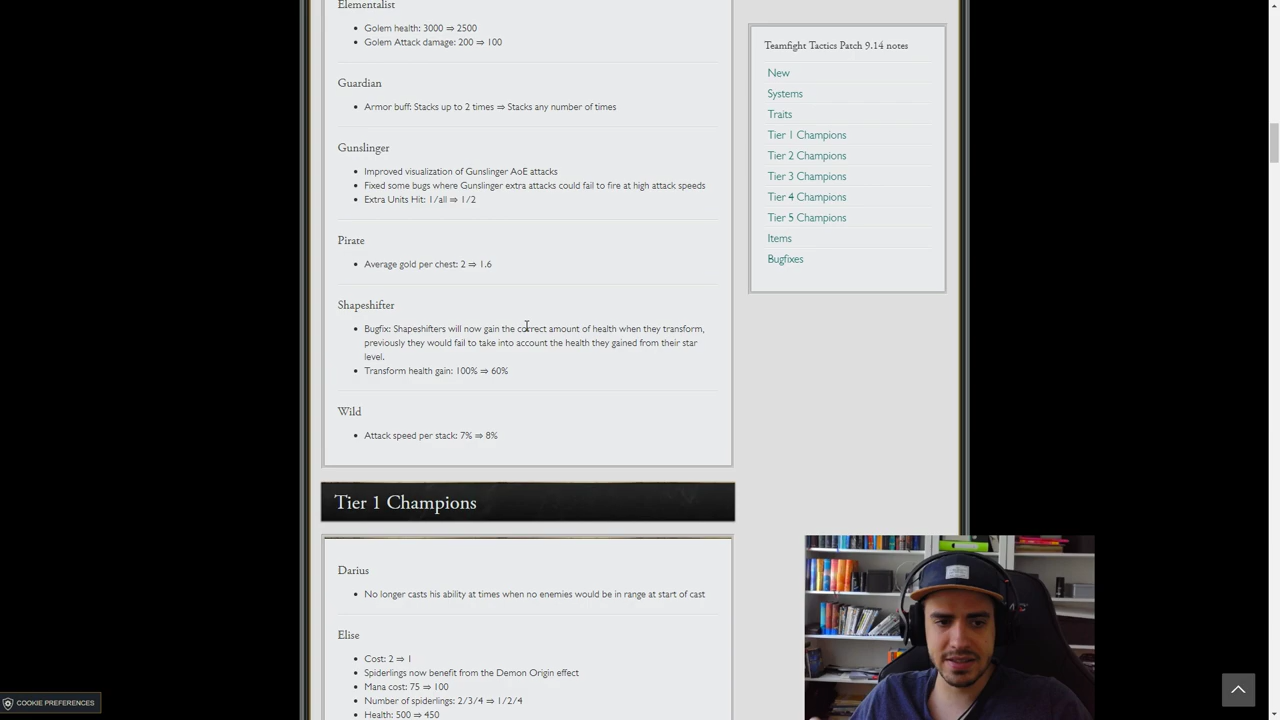 Elementalist
Golem health: 3000 ⇒ 2500
Golem Attack damage: 200 ⇒ 100
Guardian
Armor buff: Stacks up to 2 times ⇒ Stacks any number of times
Gunslinger
Improved visualization of Gunslinger AoE attacks
Fixed some bugs where Gunslinger extra attacks could fail to fire at high attack speeds
Extra Units Hit: 1/all ⇒ 1/2
Pirate
Average gold per chest: 2 ⇒ 1.6
Shapeshifter
Bugfix: Shapeshifters will now gain the correct amount of health when they transform,
previously they would fail to take into account the health they gained from their star
level.
Transform health gain: 100% ⇒ 60%
Wild
Attack speed per stack: 7% ⇒ 8%
Tier 1 Champions
Darius
No longer casts his ability at times when no enemies would be in range at start of cast
Elise
Cost: 2 ⇒ 1
Spiderlings now benefit from the Demon Origin effect
Mana cost: 75 ⇒ 100
Number of spiderlings: 2/3/4 ⇒ 1/2/4
Health: 500 ⇒ 450
Teamfight Tactics Patch 9.14 notes
New
Systems
Traits
Tier 1 Champions
Tier 2 Champions
Tier 3 Champions
Tier 4 Champions
Tier 5 Champions
Items
Bugfixes
COOKIE PREFERENCES